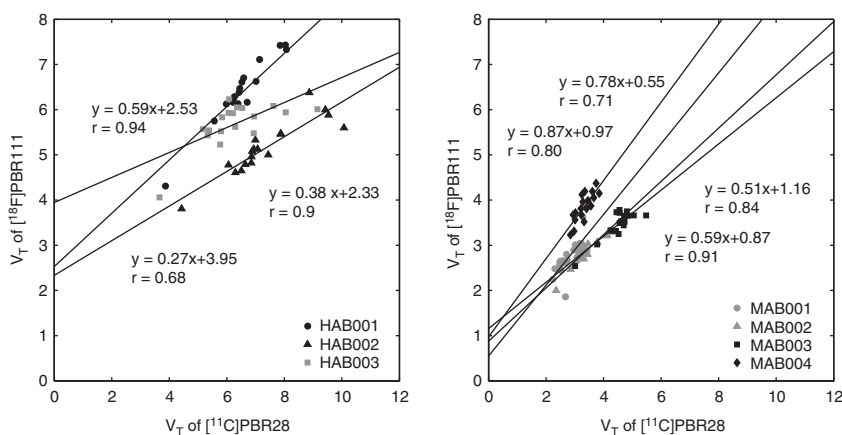 8
7
6
5
4
3
2
1
0
V_T of [¹⁸F]PBR111
y = 0.59x+2.53
r = 0.94
y = 0.38 x+2.33
r = 0.9
y = 0.27x+3.95
r = 0.68
HAB001
HAB002
HAB003
0 2 4 6 8 10 12
V_T of [¹¹C]PBR28
8
7
6
5
4
3
2
1
0
V_T of [¹⁸F]PBR111
y = 0.78x+0.55
r = 0.71
y = 0.87x+0.97
r = 0.80
y = 0.51x+1.16
r = 0.84
y = 0.59x+0.87
r = 0.91
MAB001
MAB002
MAB003
MAB004
0 2 4 6 8 10 12
V_T of [¹¹C]PBR28